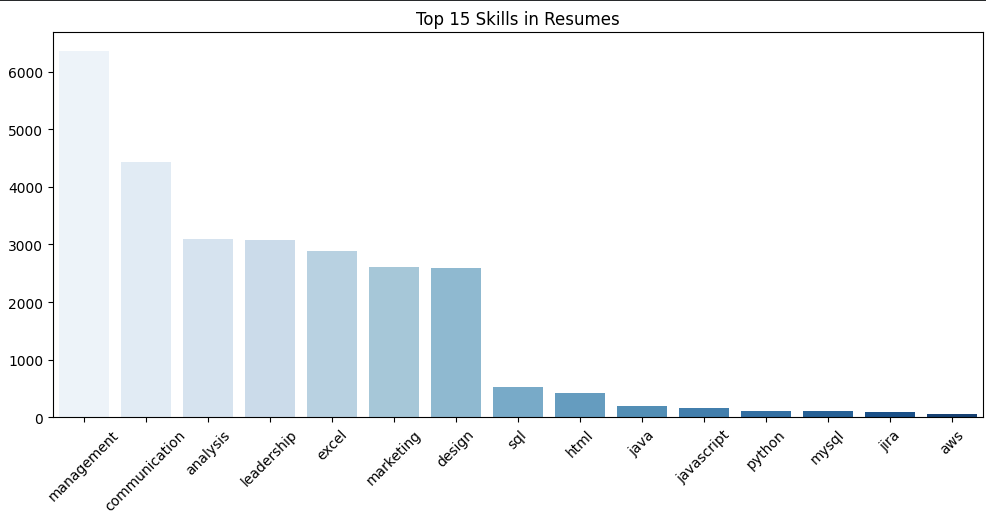 Top 15 Skills in Resumes
6000
5000
4000
3000
2000
1000
0
management
communication
analysis
leadership
excel
marketing
design
sql
html
java
javascript
python
mysql
jira
aws